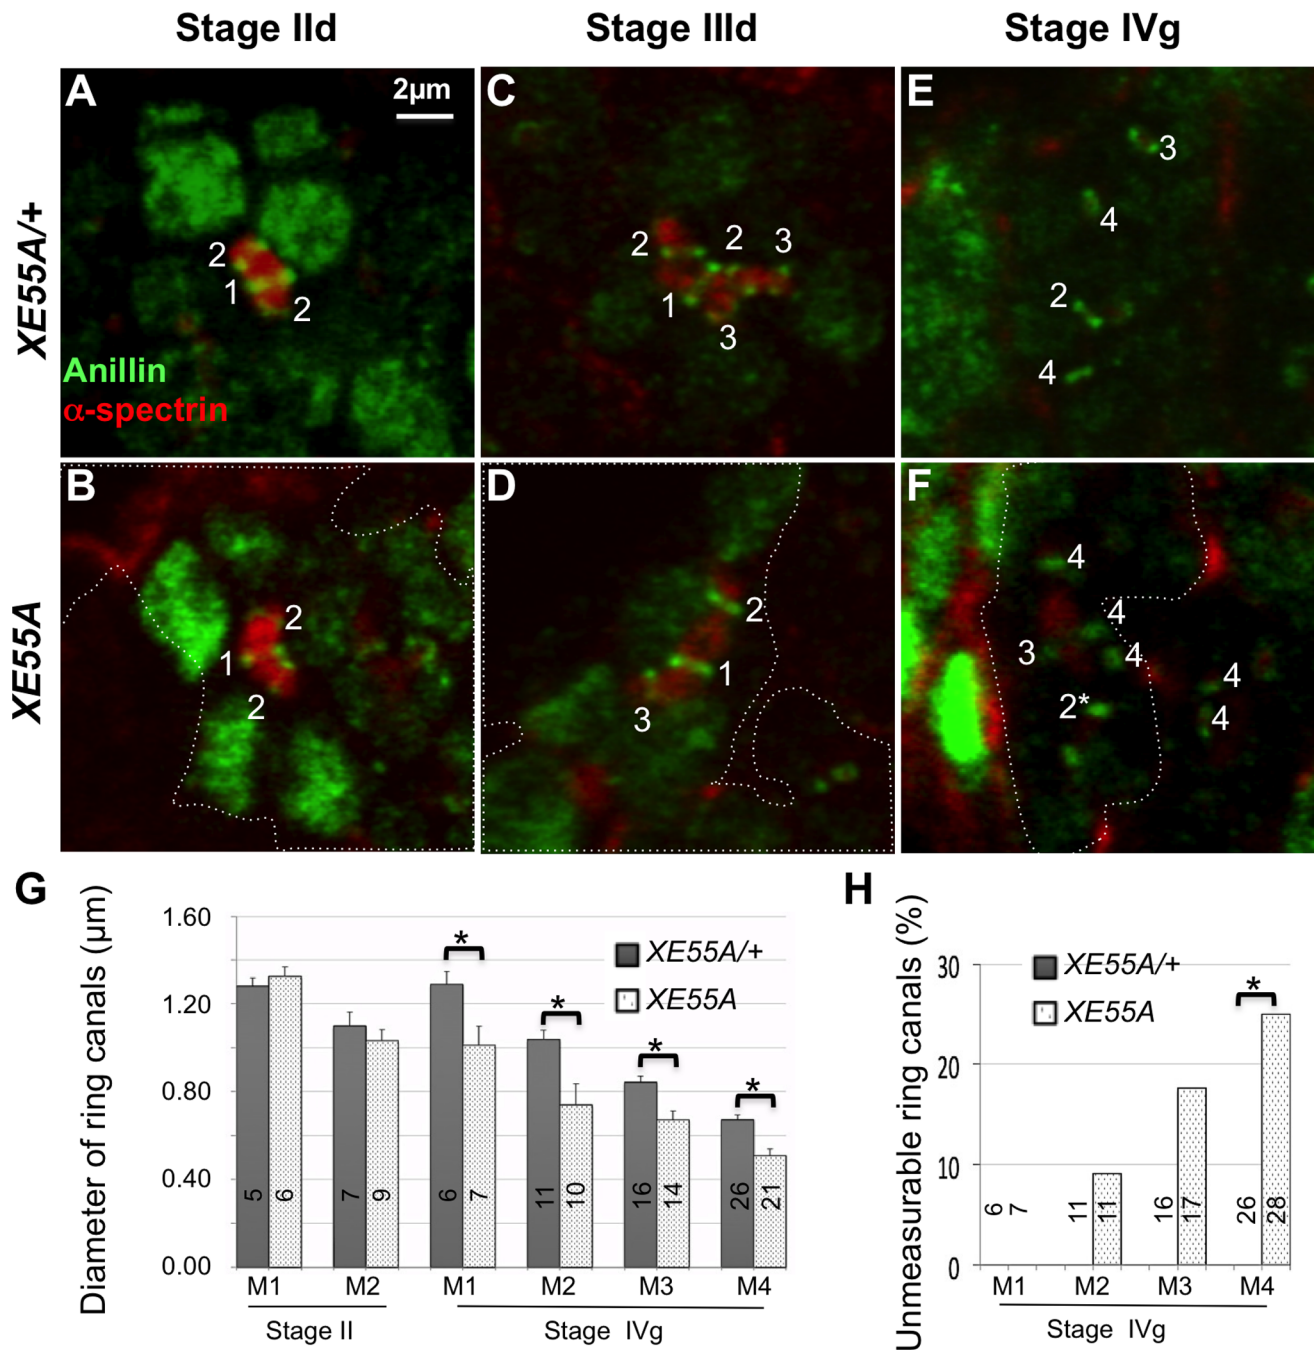 Stage IId Stage IIId Stage IVg
XE55A/+
A 2µm C E
2 1 2
2 2 3 1 3
3 4 2 4
Anillin
α-spectrin
XE55A
B D F
2 1 2
2 1 3
4 4 3 4 4 2* 4
G
Diameter of ring canals (µm)
1.60
1.20
0.80
0.40
0.00
* * * *
XE55A/+
XE55A
5 6 7 9 6 7 11 10 16 14 26 21
M1 M2 M1 M2 M3 M4
Stage II Stage IVg
H
Unmeasurable ring canals (%)
30
20
10
0
XE55A/+
XE55A
*
6 7 11 11 16 17 26 28
M1 M2 M3 M4
Stage IVg